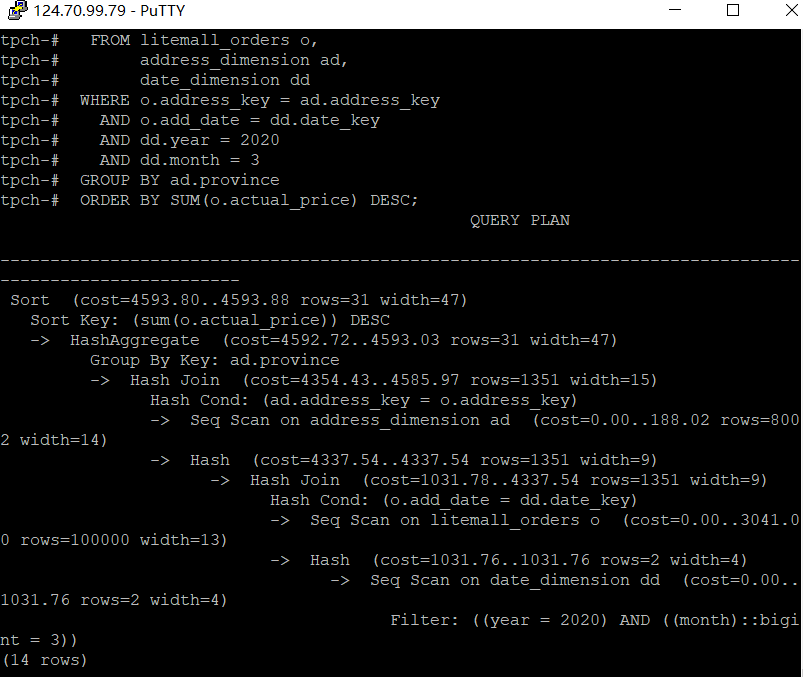 124.70.99.79 - PuTTY
tpch-#   FROM litemall_orders o,
tpch-#        address_dimension ad,
tpch-#        date_dimension dd
tpch-#  WHERE o.address_key = ad.address_key
tpch-#    AND o.add_date = dd.date_key
tpch-#    AND dd.year = 2020
tpch-#    AND dd.month = 3
tpch-#  GROUP BY ad.province
tpch-#  ORDER BY SUM(o.actual_price) DESC;
QUERY PLAN
--------------------------------------------------------------------------------
------------------------
 Sort  (cost=4593.80..4593.88 rows=31 width=47)
   Sort Key: (sum(o.actual_price)) DESC
   ->  HashAggregate  (cost=4592.72..4593.03 rows=31 width=47)
         Group By Key: ad.province
         ->  Hash Join  (cost=4354.43..4585.97 rows=1351 width=15)
               Hash Cond: (ad.address_key = o.address_key)
               ->  Seq Scan on address_dimension ad  (cost=0.00..188.02 rows=800
2 width=14)
               ->  Hash  (cost=4337.54..4337.54 rows=1351 width=9)
                     ->  Hash Join  (cost=1031.78..4337.54 rows=1351 width=9)
                           Hash Cond: (o.add_date = dd.date_key)
                           ->  Seq Scan on litemall_orders o  (cost=0.00..3041.0
0 rows=100000 width=13)
                           ->  Hash  (cost=1031.76..1031.76 rows=2 width=4)
                                 ->  Seq Scan on date_dimension dd  (cost=0.00..
1031.76 rows=2 width=4)
                                       Filter: ((year = 2020) AND ((month)::bigi
nt = 3))
(14 rows)